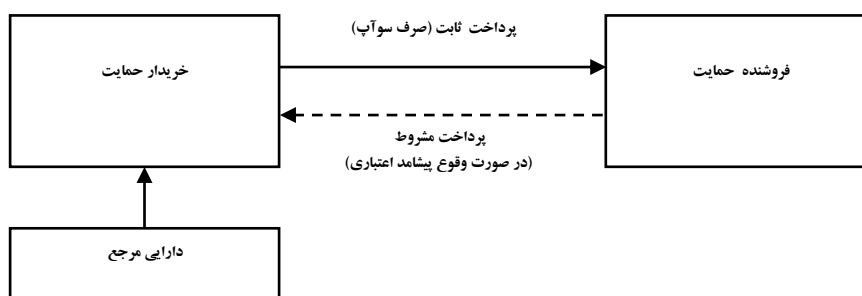 پرداخت ثابت (صرف سوآپ)
فروشنده حمایت
خریدار حمایت
پرداخت مشروط
(در صورت وقوع پیشامد اعتباری)
دارایی مرجع